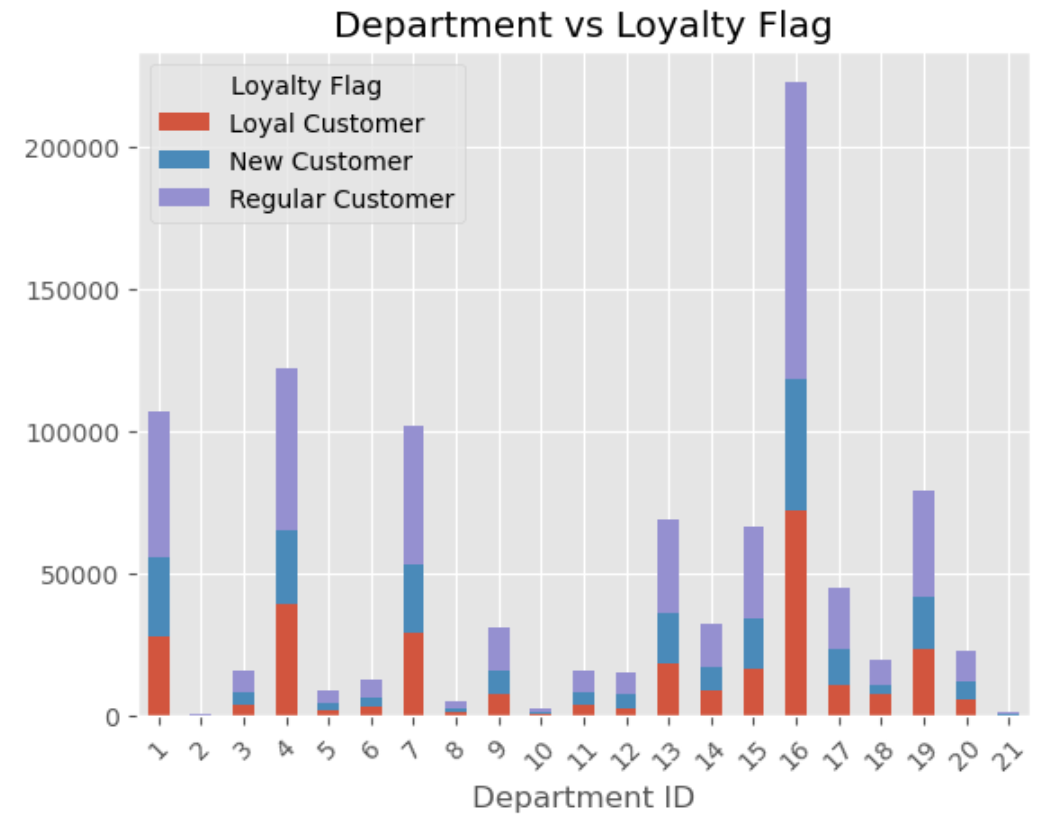 Department vs Loyalty Flag
Loyalty Flag
Loyal Customer
New Customer
Regular Customer
200000
150000
100000
50000
0
1 2 3 4 5 6 7 8 9 10 11 12 13 14 15 16 17 18 19 20 21
Department ID